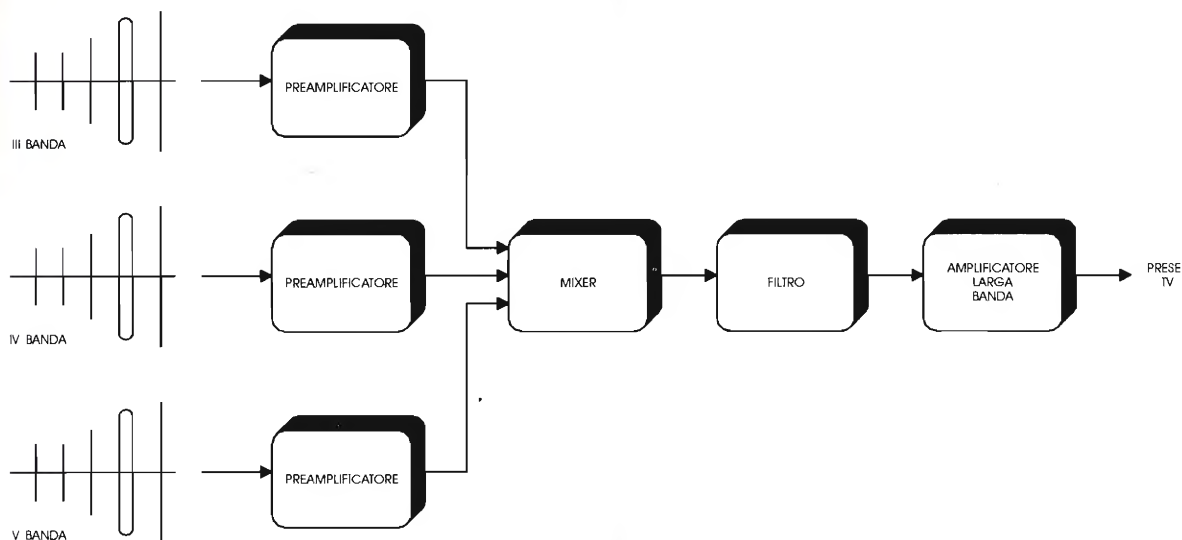 PREAMPLIFICATORE
III BANDA
PREAMPLIFICATORE
MIXER
FILTRO
AMPLIFICATORE
LARGA
BANDA
PRESE
TV
IV BANDA
PREAMPLIFICATORE
V BANDA